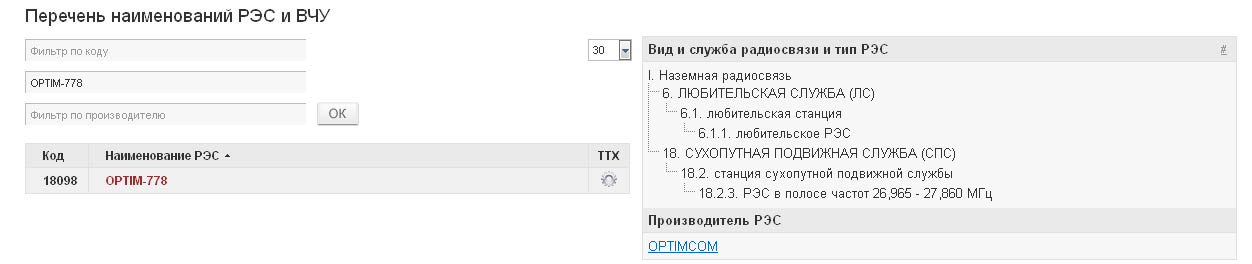 Перечень наименований РЭС и ВЧУ
Фильтр по коду
30
OPTIM-778
Фильтр по производителю
OK
Код Наименование РЭС ТТХ
18098 OPTIM-778
Вид и служба радиосвязи и тип РЭС #
I. Наземная радиосвязь
6. ЛЮБИТЕЛЬСКАЯ СЛУЖБА (ЛС)
6.1. любительская станция
6.1.1. любительское РЭС
18. СУХОПУТНАЯ ПОДВИЖНАЯ СЛУЖБА (СПС)
18.2. станция сухопутной подвижной службы
18.2.3. РЭС в полосе частот 26,965 - 27,860 МГц
Производитель РЭС
OPTIMCOM